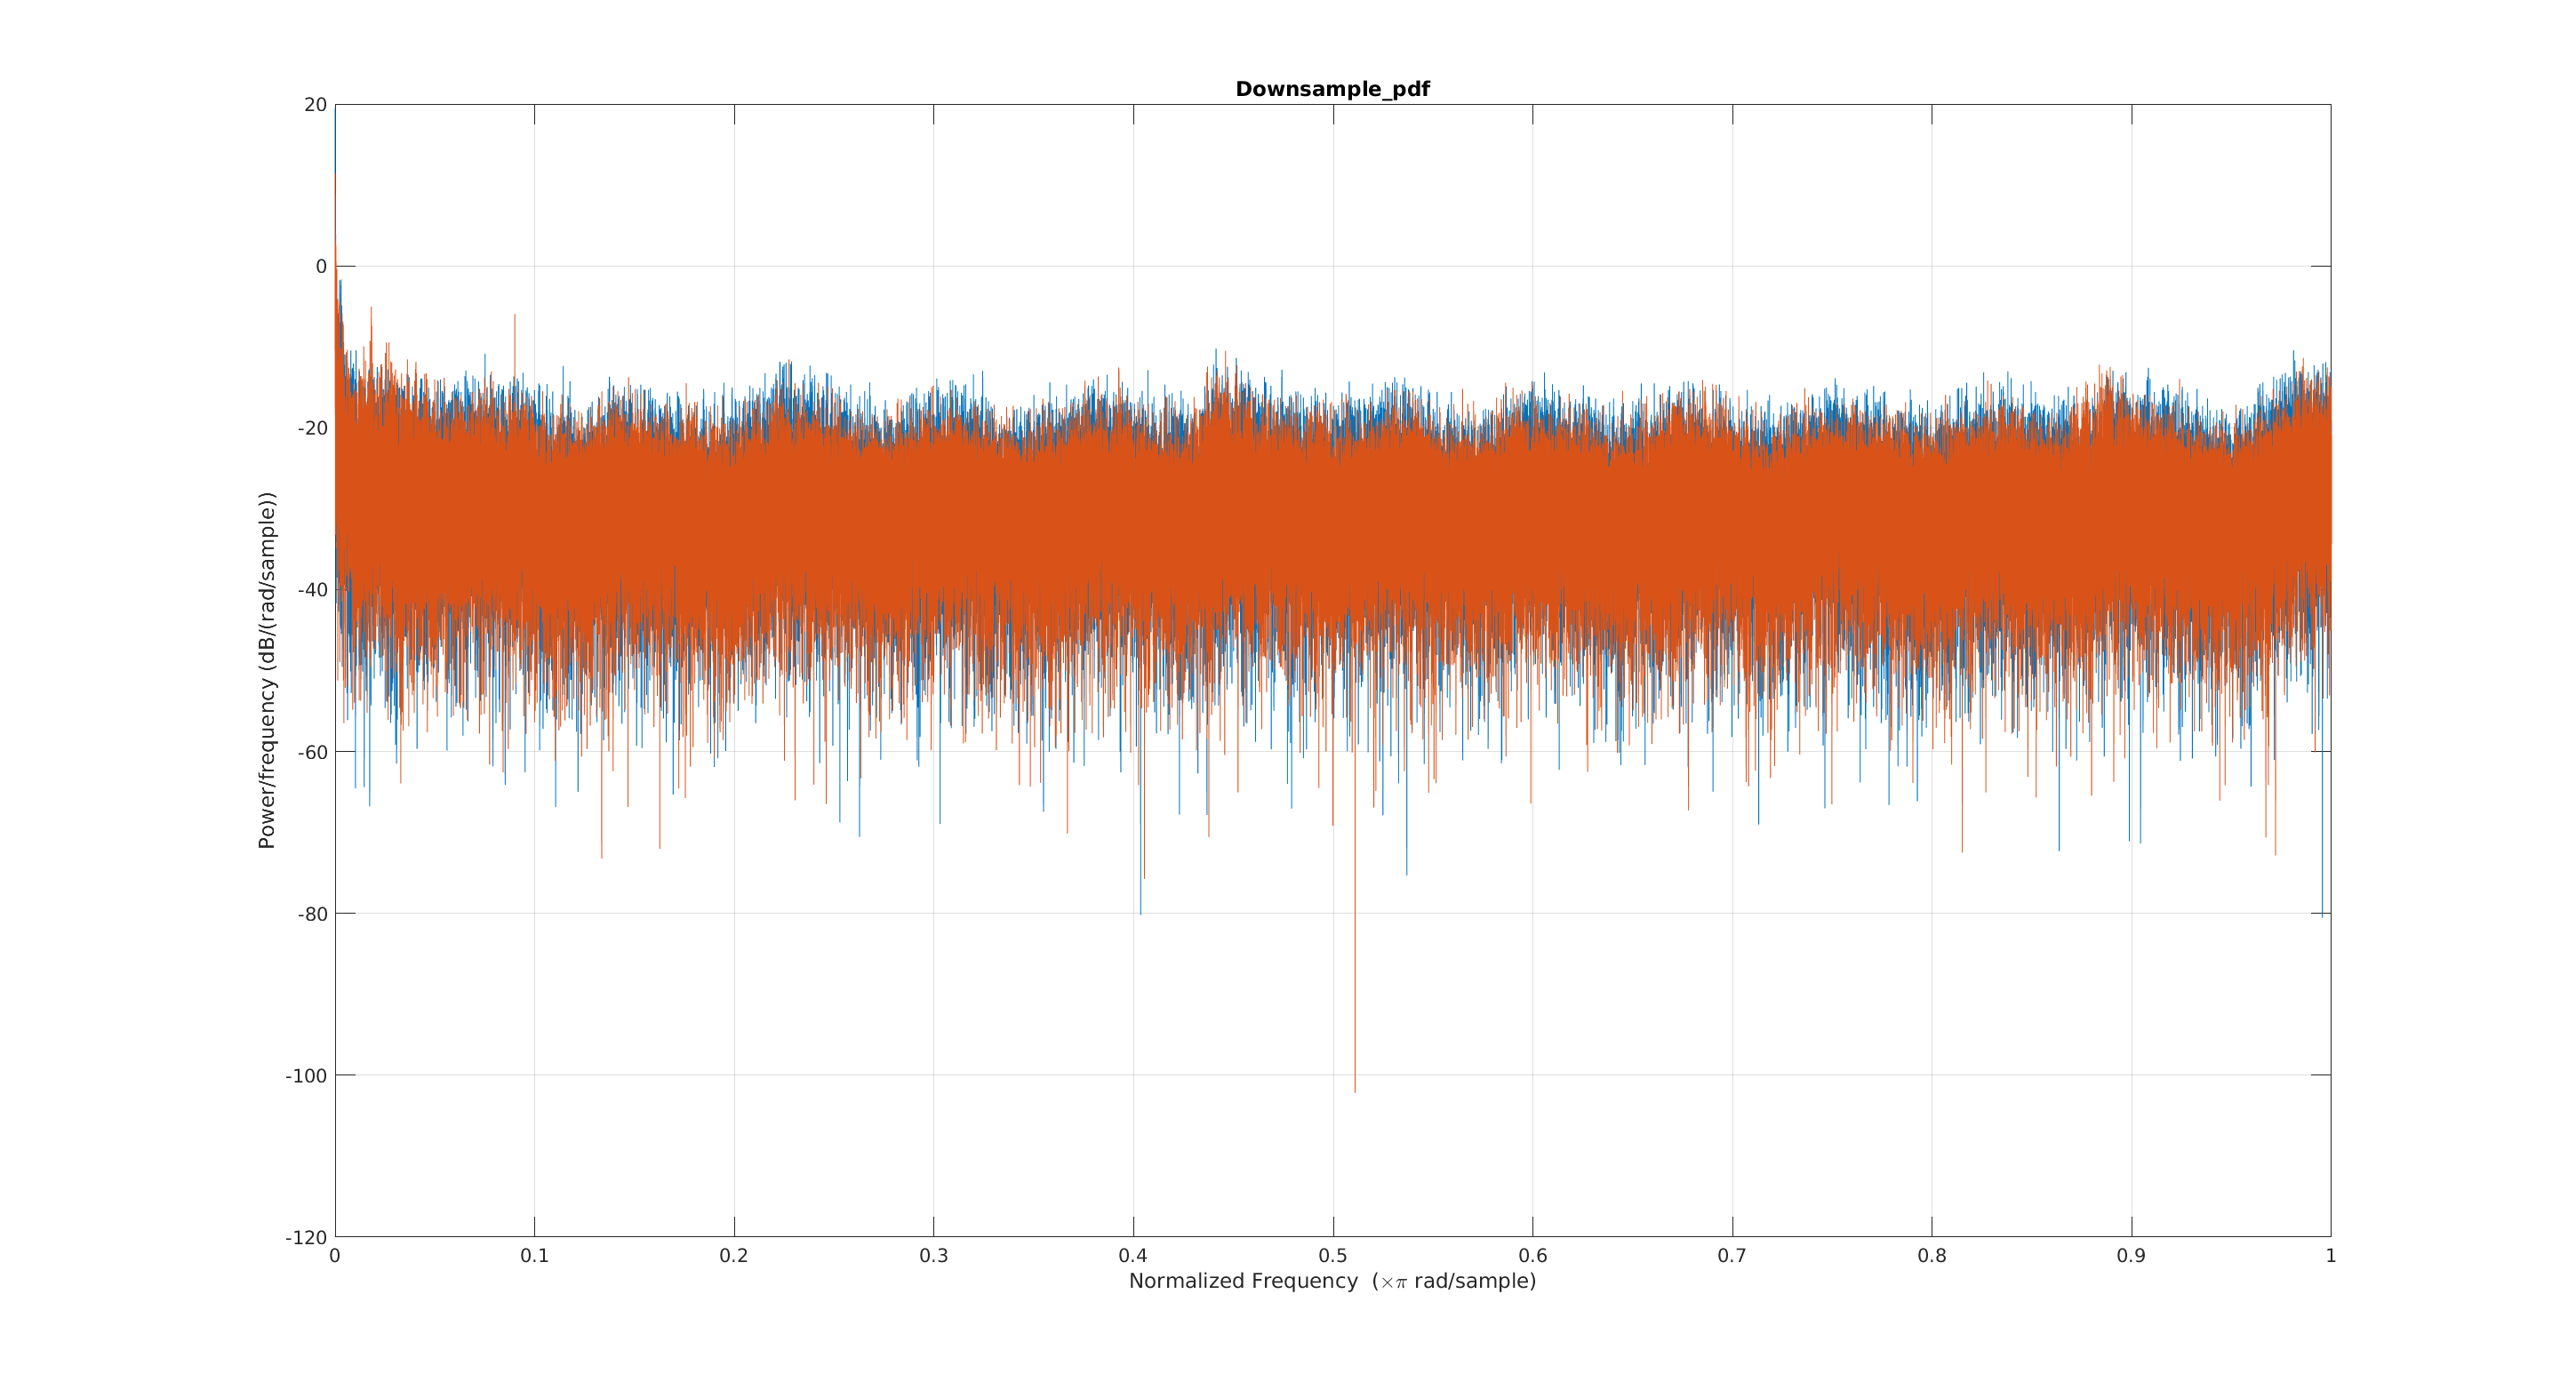 Downsample_pdf
20
0
-20
-40
-60
-80
-100
-120
Power/frequency (dB/(rad/sample))
0 0.1 0.2 0.3 0.4 0.5 0.6 0.7 0.8 0.9 1
Normalized Frequency (×π rad/sample)